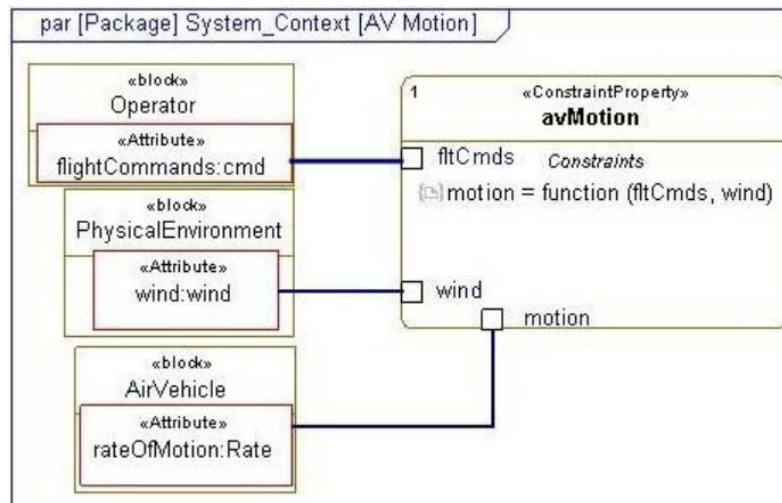 par [Package] System_Context [AV Motion]
«block»
Operator
«Attribute»
flightCommands:cmd
«block»
PhysicalEnvironment
«Attribute»
wind:wind
«block»
AirVehicle
«Attribute»
rateOfMotion:Rate
1
«ConstraintProperty»
avMotion
fltCmds
Constraints
motion = function (fltCmds, wind)
wind
motion